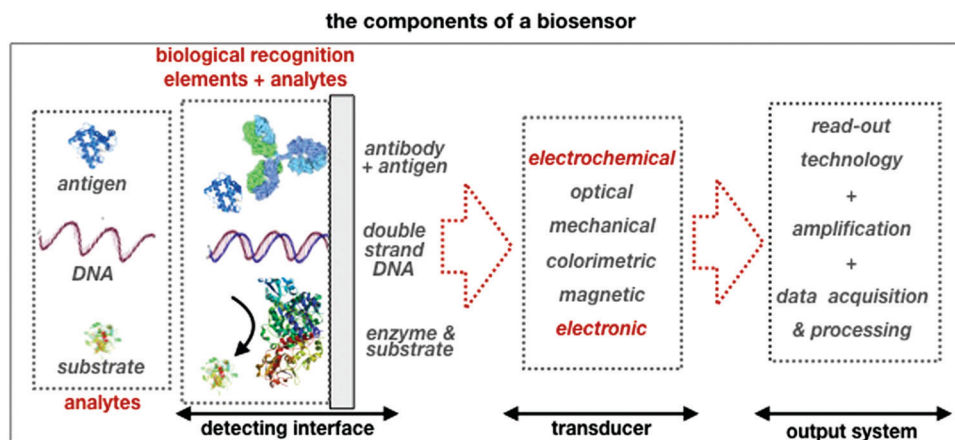 the components of a biosensor
biological recognition
elements + analytes
antigen
DNA
substrate
analytes
antibody
+ antigen
double
strand
DNA
enzyme &
substrate
detecting interface
electrochemical
optical
mechanical
colorimetric
magnetic
electronic
transducer
read-out
technology
+
amplification
+
data acquisition
& processing
output system